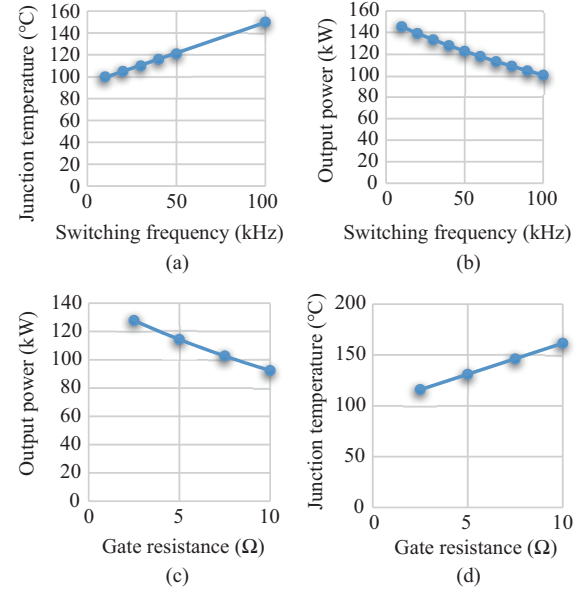 Junction temperature (°C)
160
140
120
100
80
60
40
20
0
0 50 100
Switching frequency (kHz)
(a)
Output power (kW)
160
140
120
100
80
60
40
20
0
0 50 100
Switching frequency (kHz)
(b)
Output power (kW)
140
120
100
80
60
40
20
0
0 5 10
Gate resistance (Ω)
(c)
Junction temperature (°C)
200
150
100
50
0
0 5 10
Gate resistance (Ω)
(d)